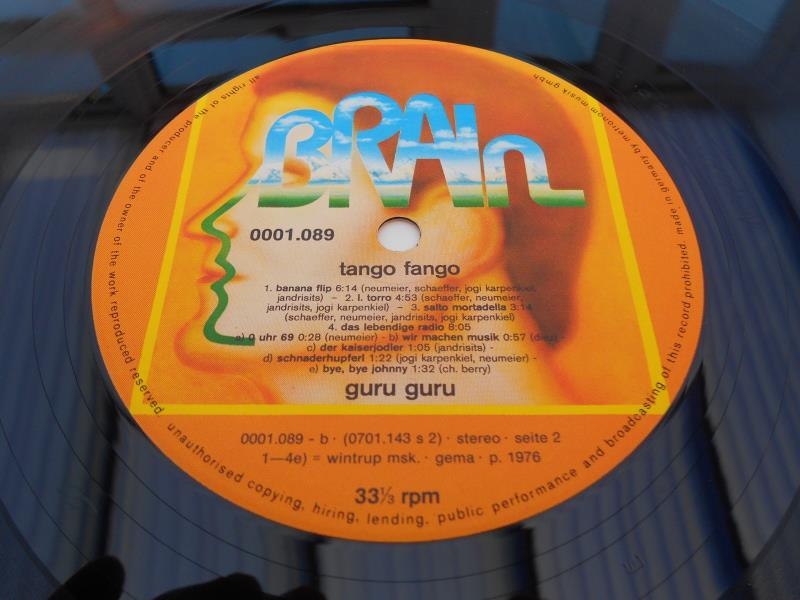 BRAIn
0001.089
tango fango
1. banana flip 6:14 (neumeier, schaeffer, jogi karpenkiel,
jandrisits) – 2. l. torro 4:53 (schaeffer, neumeier,
jandrisits, jogi karpenkiel) – 3. salto mortadella 3:14
(schaeffer, neumeier, jandrisits, jogi karpenkiel)
4. das lebendige radio 8:05
a) 0 uhr 69 0:28 (neumeier) - b) wir machen musik 0:57 (dieu) -
c) der kaiserjodler 1:05 (jandrisits) -
d) schnaderhupferl 1:22 (jogi karpenkiel, neumeier) -
e) bye, bye johnny 1:32 (ch. berry)
guru guru
0001.089 - b · (0701.143 s 2) · stereo · seite 2
1—4e) = wintrup msk. · gema · p. 1976
33⅓ rpm
all rights of the producer and of the owner of the work reproduced reserved. unauthorised copying, hiring, lending, public performance and broadcasting of this record prohibited. made in germany by metronom musik gmbh